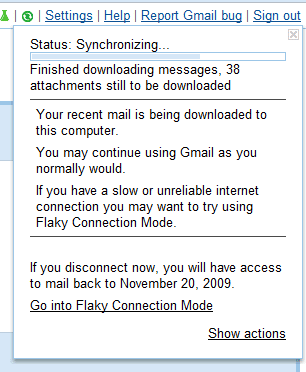 | Settings | Help | Report Gmail bug | Sign out
Status: Synchronizing...
Finished downloading messages, 38
attachments still to be downloaded
Your recent mail is being downloaded to
this computer.
You may continue using Gmail as you
normally would.
If you have a slow or unreliable internet
connection you may want to try using
Flaky Connection Mode.
If you disconnect now, you will have access
to mail back to November 20, 2009.
Go into Flaky Connection Mode
Show actions